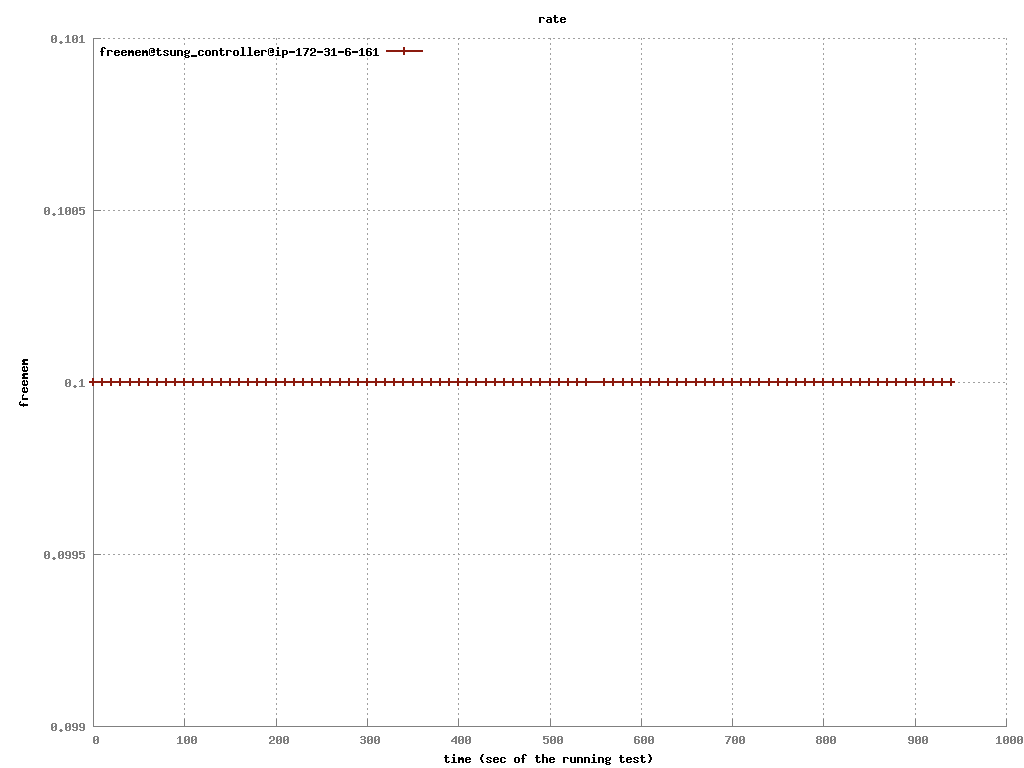 rate
0.101
freemem@tsung_controller@ip-172-31-6-161
0.1005
freemem
0.1
0.0995
0.099
0 100 200 300 400 500 600 700 800 900 1000
time (sec of the running test)